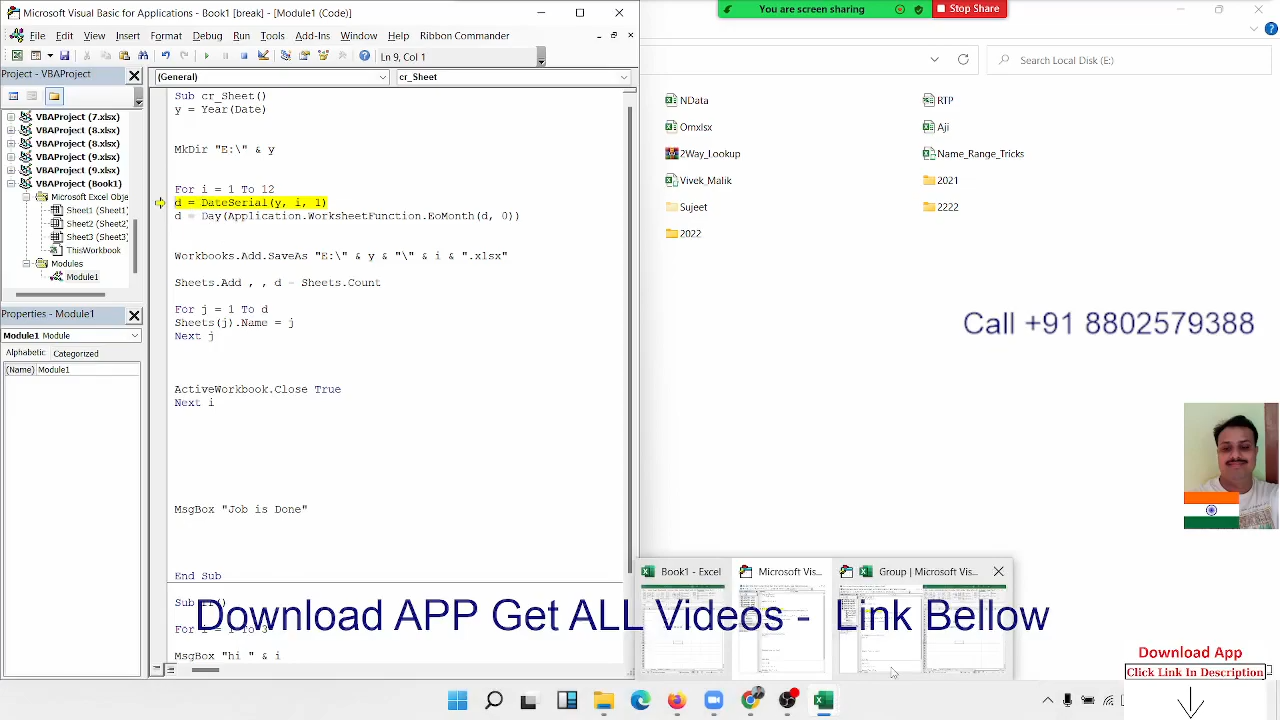 Microsoft Visual Basic for Applications - Book1 [break] - [Module1 (Code)]
You are screen sharing
Stop Share
File Edit View Insert Format Debug Run Tools Add-Ins Window Help Ribbon Commander
Ln 9, Col 1
Search Local Disk (E:)
Project - VBAProject
(General)
cr_Sheet
VBAProject (7.xlsx)
VBAProject (8.xlsx)
VBAProject (8.xlsx)
VBAProject (9.xlsx)
VBAProject (9.xlsx)
VBAProject (Book1)
Microsoft Excel Obje
Sheet1 (Sheet1
Sheet2 (Sheet2
Sheet3 (Sheet3)
ThisWorkbook
Modules
Module1
Properties - Module1
Module1 Module
Alphabetic Categorized
(Name) Module1
Sub cr_Sheet()
y = Year(Date)
MkDir "E:\" & y
For i = 1 To 12
d = DateSerial(y, i, 1)
d = Day(Application.WorksheetFunction.EoMonth(d, 0))
Workbooks.Add.SaveAs "E:\" & y & "\" & i & ".xlsx"
Sheets.Add , , d - Sheets.Count
For j = 1 To d
Sheets(j).Name = j
Next j
ActiveWorkbook.Close True
Next i
MsgBox "Job is Done"
End Sub
MsgBox "hi " & i
NData
RTP
Omxlsx
Aji
2Way_Lookup
Name_Range_Tricks
Vivek_Malik
2021
Sujeet
2222
2022
Call +91 8802579388
Book1 - Excel
Microsoft Vis...
Group | Microsoft Vis...
Download APP Get ALL Videos - Link Bellow
Download App
Click Link In Description